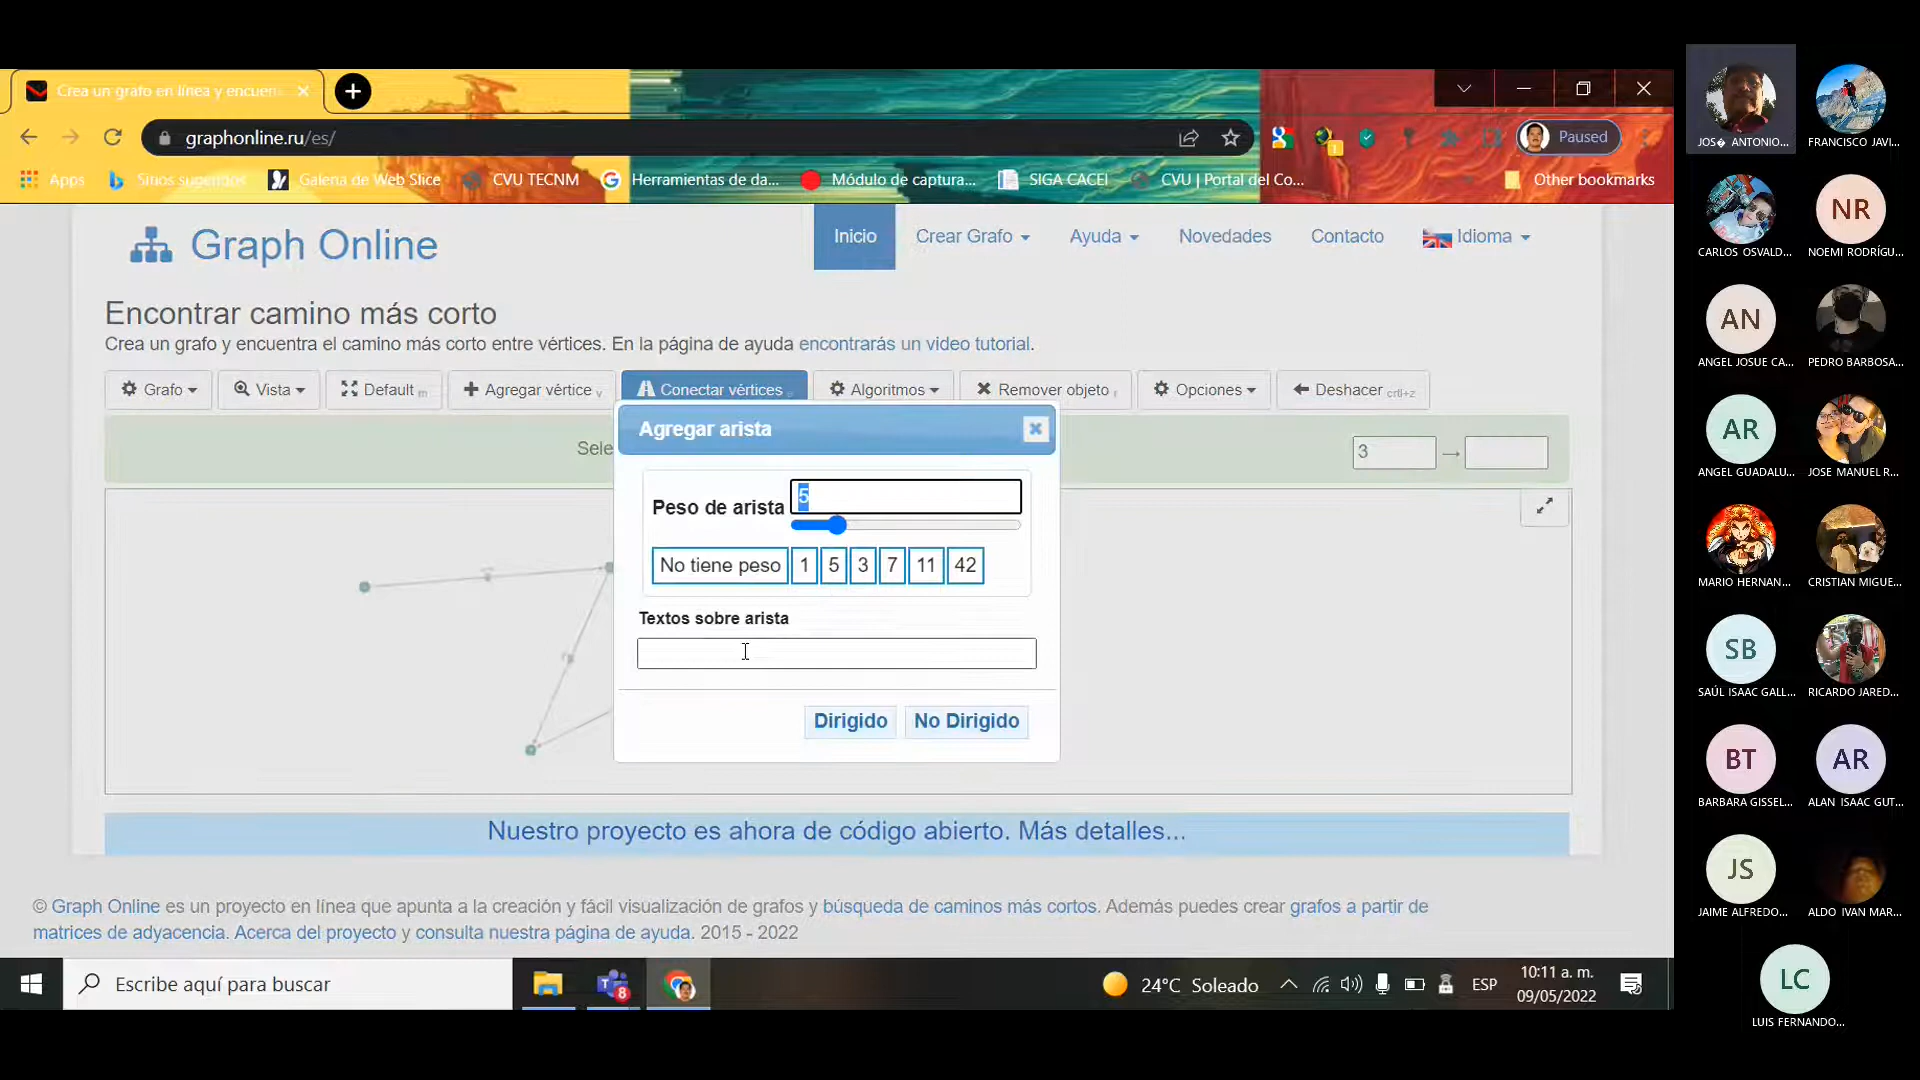 Crea un grafo en línea y encuen
graphonline.ru/es/
Paused
Apps
Sitios sugeridos
Galería de Web Slice
CVU TECNM
Herramientas de da...
Módulo de captura...
SIGA CACEI
CVU | Portal del Co...
Other bookmarks
Graph Online
Inicio
Crear Grafo
Ayuda
Novedades
Contacto
Idioma
Encontrar camino más corto
Crea un grafo y encuentra el camino más corto entre vértices. En la página de ayuda encontrarás un video tutorial.
Grafo
Vista
Default m
Agregar vértice v
Conectar vértices e
Algoritmos
Remover objeto r
Opciones
Deshacer crtl+z
Agregar arista
Sele
3
→
Peso de arista
5
No tiene peso
1
5
3
7
11
42
Textos sobre arista
Dirigido
No Dirigido
Nuestro proyecto es ahora de código abierto. Más detalles...
© Graph Online es un proyecto en línea que apunta a la creación y fácil visualización de grafos y búsqueda de caminos más cortos. Además puedes crear grafos a partir de
matrices de adyacencia. Acerca del proyecto y consulta nuestra página de ayuda. 2015 - 2022
Escribe aquí para buscar
8
24°C Soleado
ESP
10:11 a. m.
09/05/2022
JOS� ANTONIO...
FRANCISCO JAVI...
CARLOS OSVALD...
NR
NOEMI RODRÍGU...
AN
ANGEL JOSUE CA...
PEDRO BARBOSA...
AR
ANGEL GUADALU...
JOSE MANUEL R...
MARIO HERNAN...
CRISTIAN MIGUE...
SB
SAÚL ISAAC GALL...
RICARDO JARED...
BT
BARBARA GISSEL...
AR
ALAN ISAAC GUT...
JS
JAIME ALFREDO...
ALDO IVAN MAR...
LC
LUIS FERNANDO...